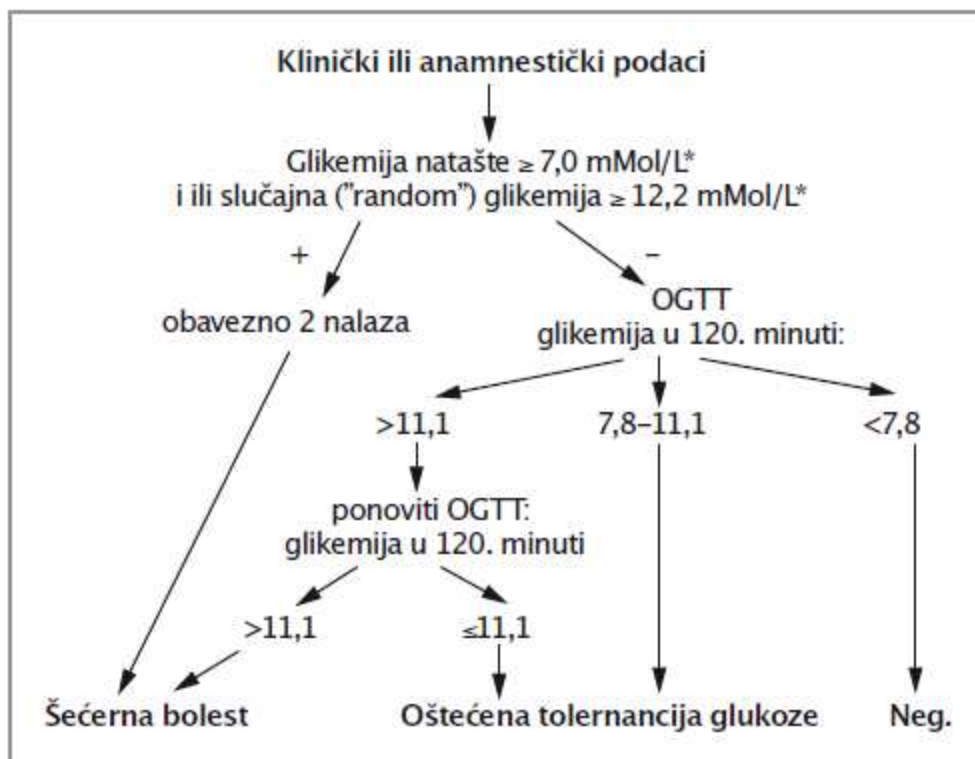 Klinički ili anamnestički podaci
Glikemija natašte ≥ 7,0 mMol/L*
i ili slučajna ("random") glikemija ≥ 12,2 mMol/L*
+
–
obavezno 2 nalaza
OGTT
glikemija u 120. minuti:
>11,1
7,8–11,1
<7,8
ponoviti OGTT:
glikemija u 120. minuti
>11,1
≤11,1
Šećerna bolest
Oštećena tolernancija glukoze
Neg.